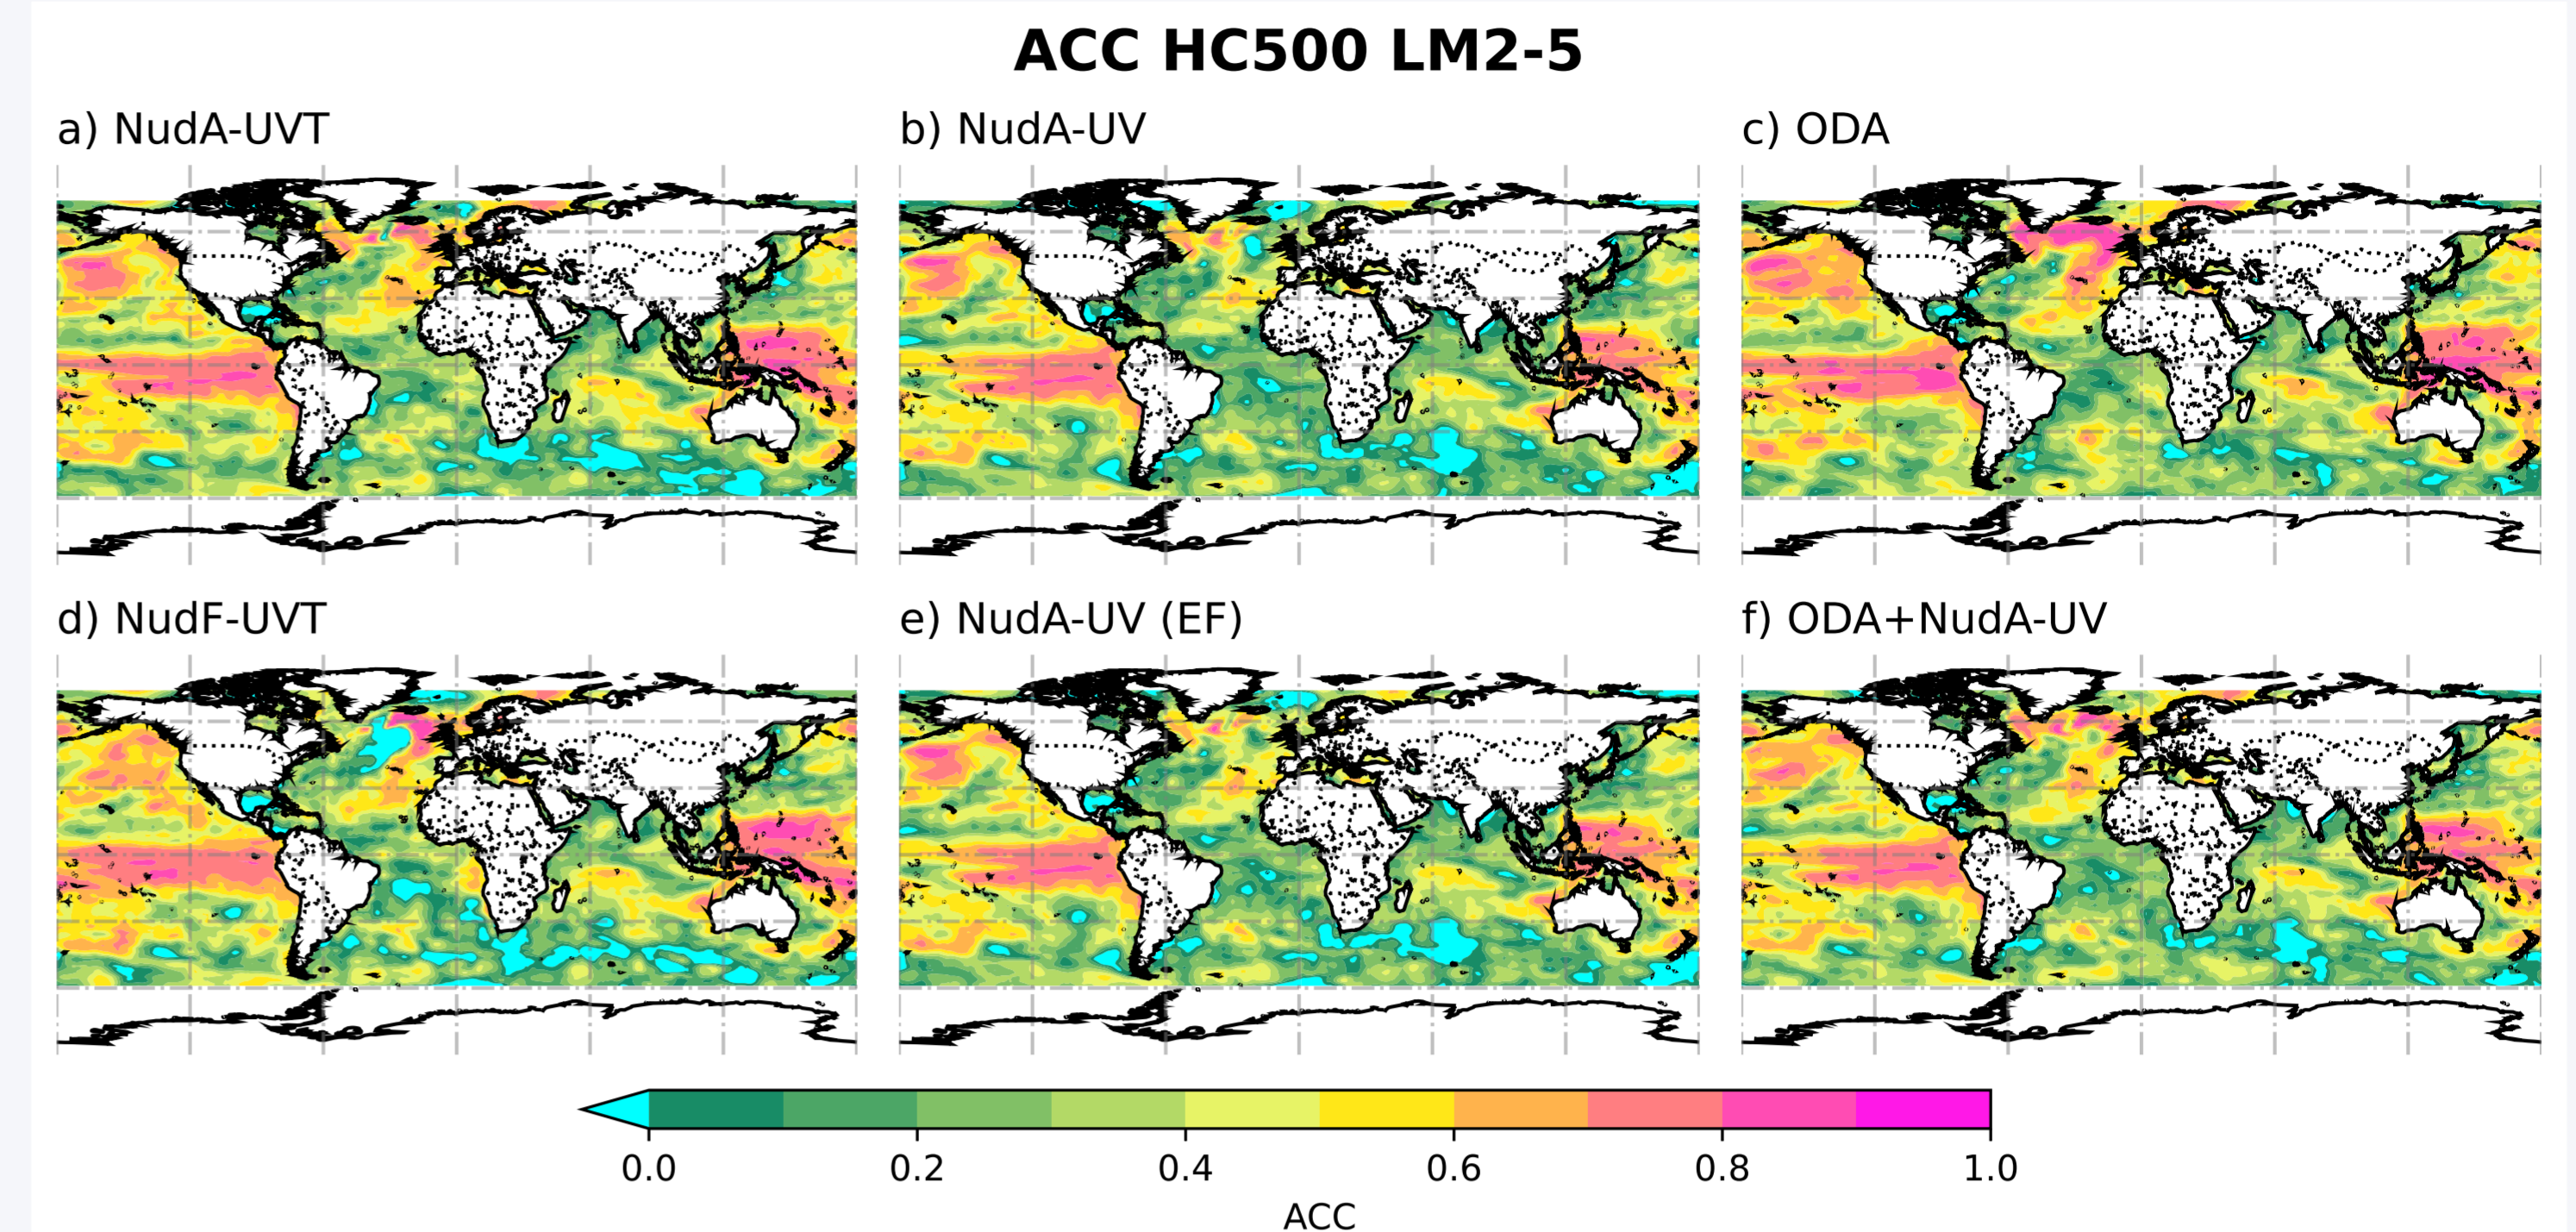 ACC HC500 LM2-5
a) NudA-UVT
b) NudA-UV
c) ODA
d) NudF-UVT
e) NudA-UV (EF)
f) ODA+NudA-UV
0.0 0.2 0.4 0.6 0.8 1.0
ACC